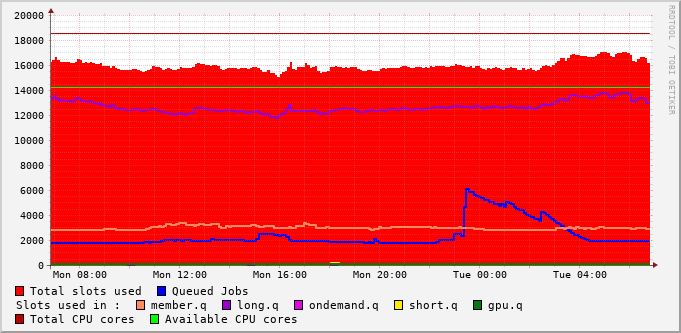 20000
18000
16000
14000
12000
10000
8000
6000
4000
2000
0
Mon 08:00 Mon 12:00 Mon 16:00 Mon 20:00 Tue 00:00 Tue 04:00
RRDTOOL / TOBI OETIKER
Total slots used Queued Jobs
Slots used in : member.q long.q ondemand.q short.q gpu.q
Total CPU cores Available CPU cores